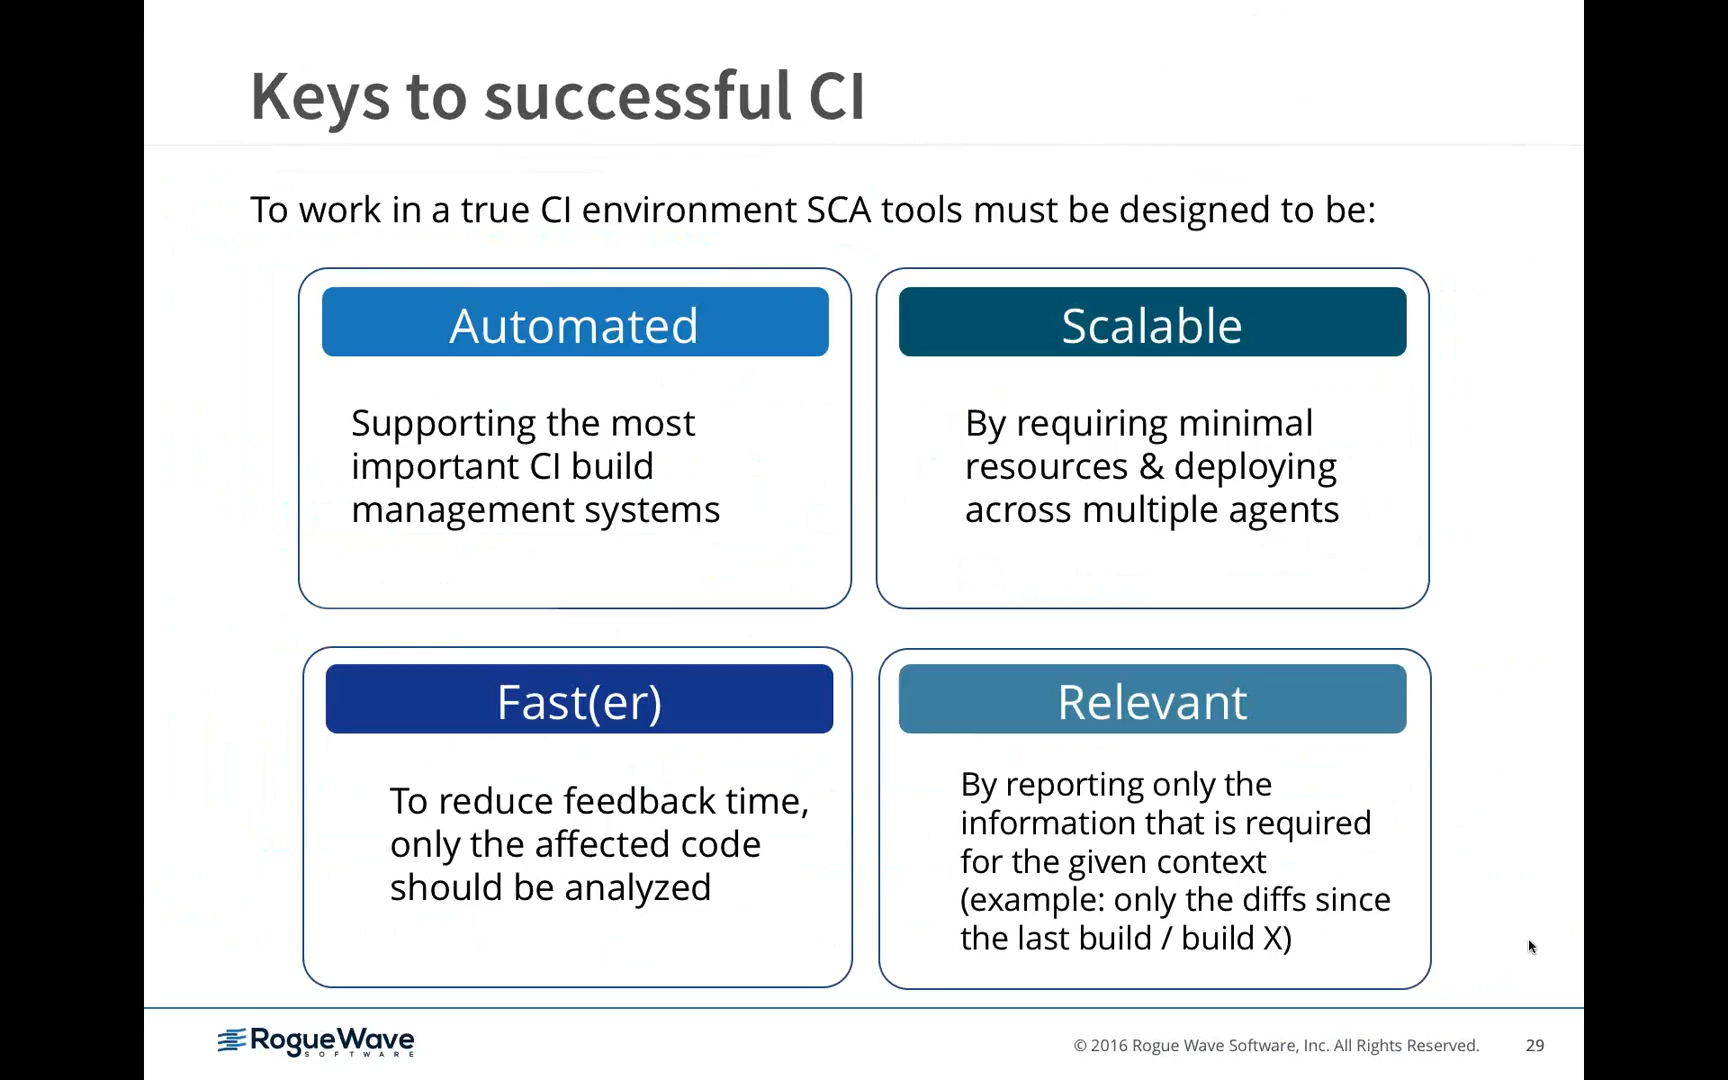 Keys to successful CI
To work in a true CI environment SCA tools must be designed to be:
Automated
Supporting the most
important CI build
management systems
Scalable
By requiring minimal
resources & deploying
across multiple agents
Fast(er)
To reduce feedback time,
only the affected code
should be analyzed
Relevant
By reporting only the
information that is required
for the given context
(example: only the diffs since
the last build / build X)
RogueWave
SOFTWARE
© 2016 Rogue Wave Software, Inc. All Rights Reserved.
29